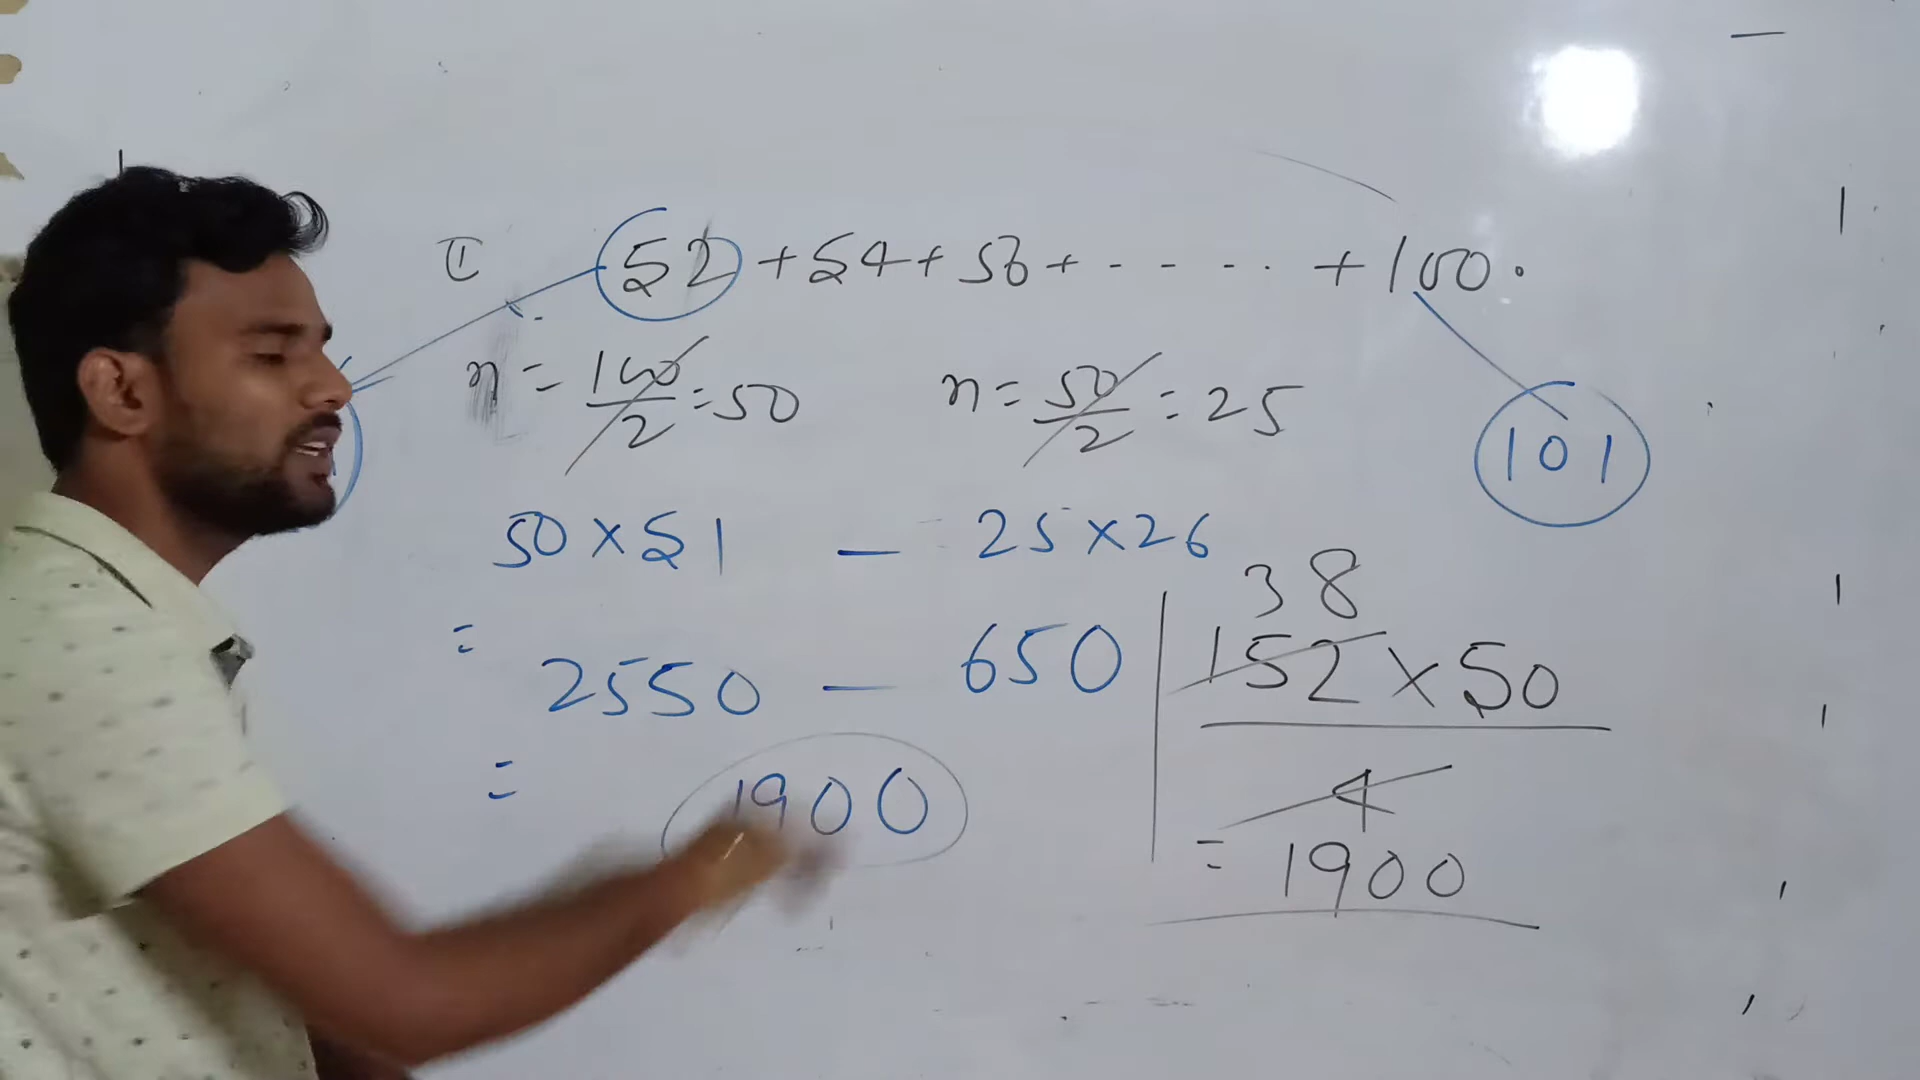 ① 52 + 54 + 56 + - - - - . + 100.
n = 100/2 = 50 n = 50/2 = 25
101
50 × 51 — 25 × 26
= 2550 — 650
= 1900
38
152 × 50
4
= 1900